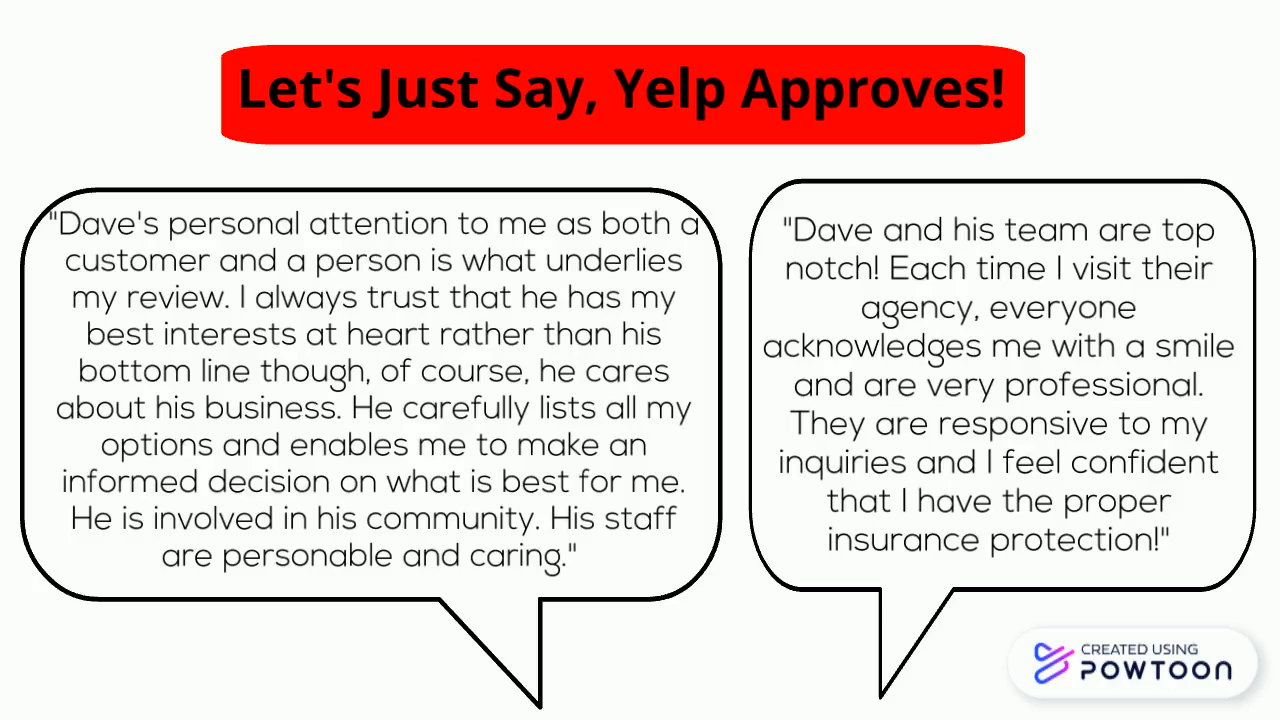 Let's Just Say, Yelp Approves!
"Dave's personal attention to me as both a
customer and a person is what underlies
my review. I always trust that he has my
best interests at heart rather than his
bottom line though, of course, he cares
about his business. He carefully lists all my
options and enables me to make an
informed decision on what is best for me.
He is involved in his community. His staff
are personable and caring."
"Dave and his team are top
notch! Each time I visit their
agency, everyone
acknowledges me with a smile
and are very professional.
They are responsive to my
inquiries and I feel confident
that I have the proper
insurance protection!"
CREATED USING
POWTOON